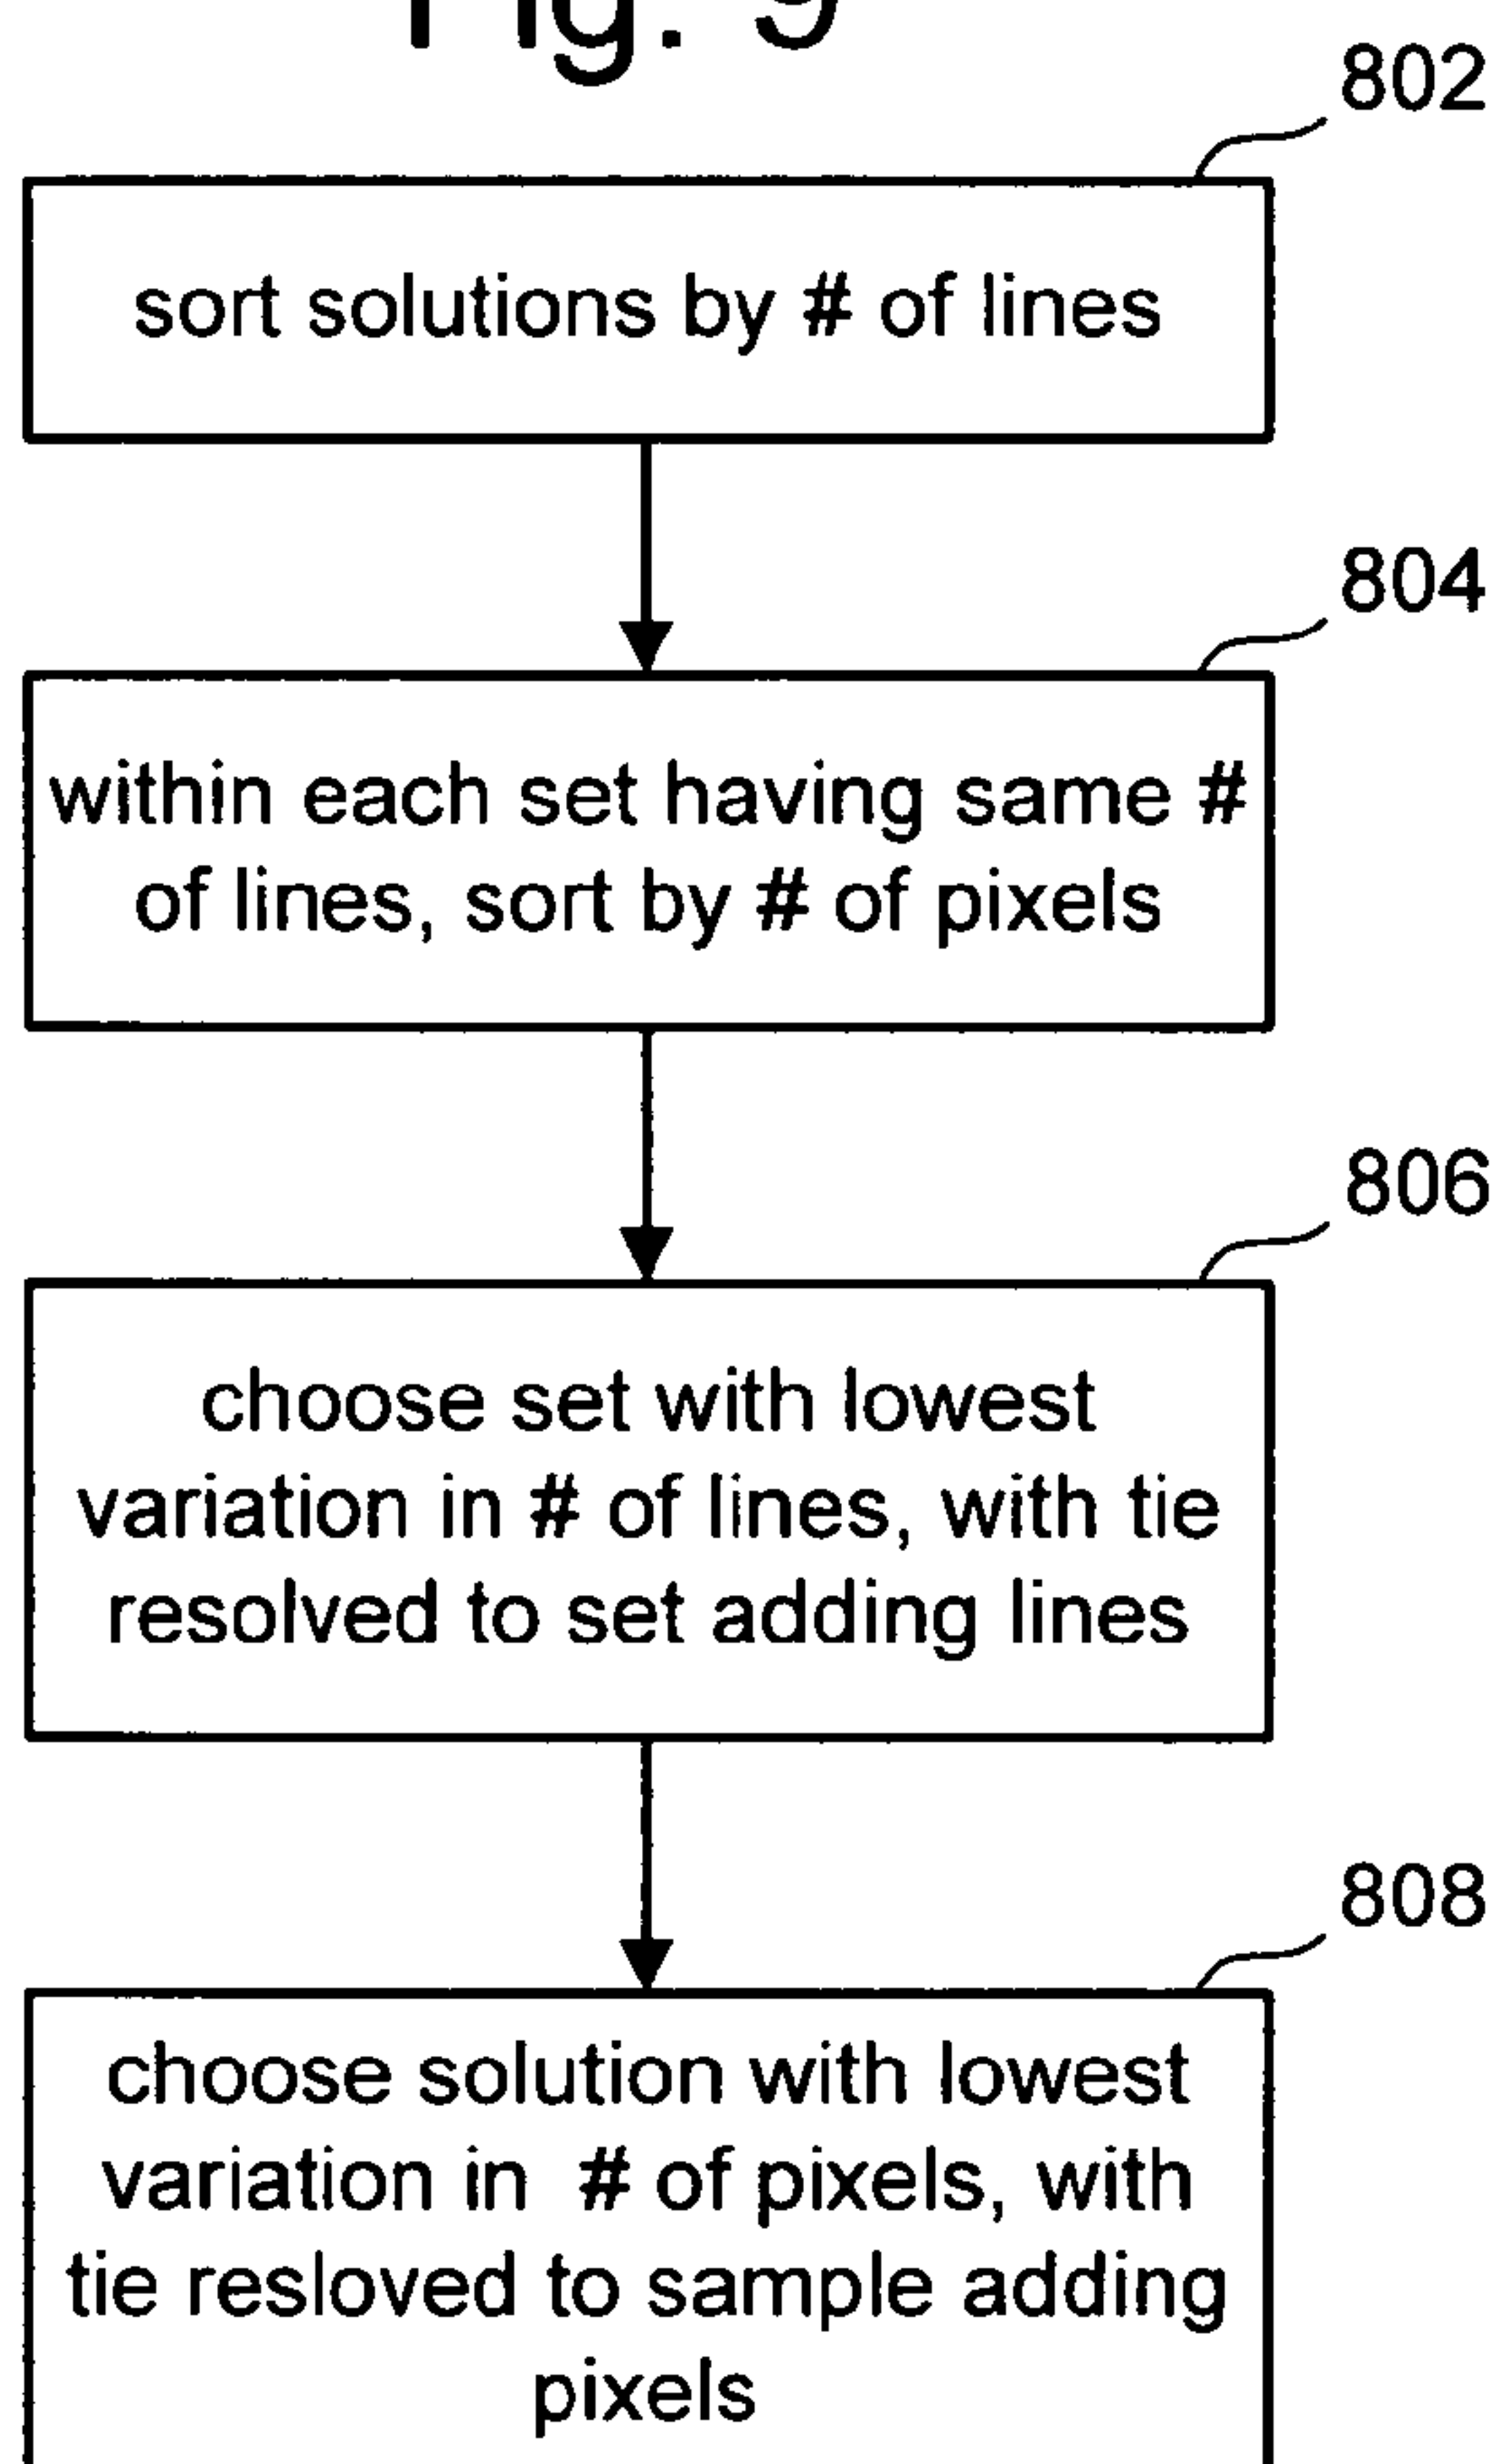 Fig. 9
802
sort solutions by # of lines
804
within each set having same #
of lines, sort by # of pixels
806
choose set with lowest
variation in # of lines, with tie
resolved to set adding lines
808
choose solution with lowest
variation in # of pixels, with
tie resloved to sample adding
pixels